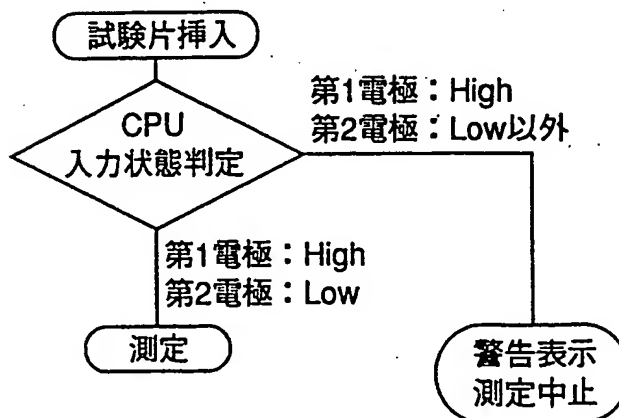 試験片挿入
CPU
入力状態判定
第1電極：High
第2電極：Low以外
第1電極：High
第2電極：Low
測定
警告表示
測定中止